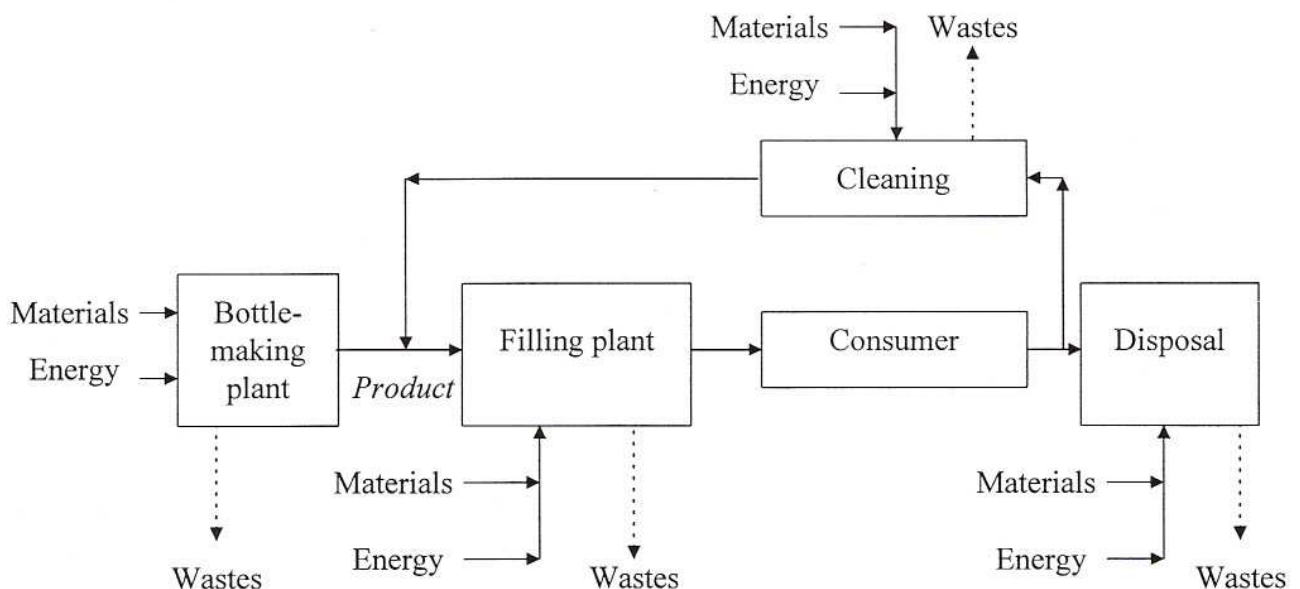 Materials
Wastes
Energy
Cleaning
Materials
Energy
Bottle-
making
plant
Product
Filling plant
Consumer
Disposal
Materials
Energy
Wastes
Wastes
Materials
Energy
Wastes